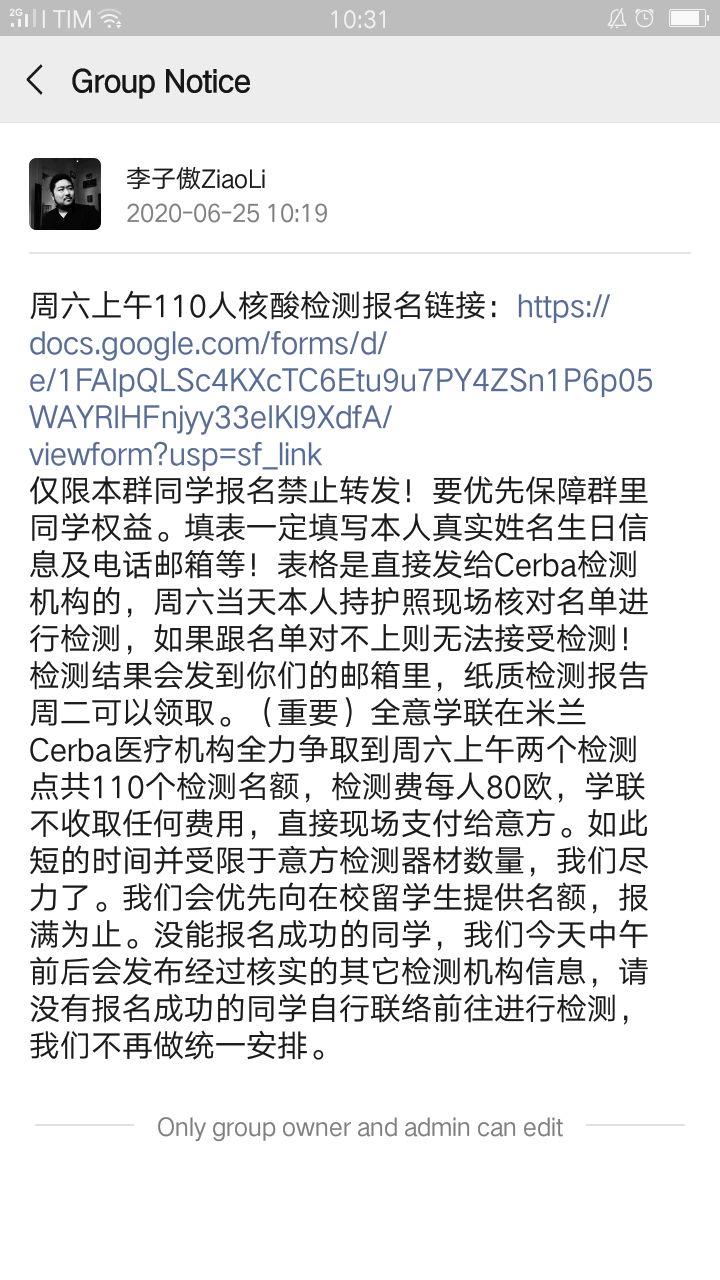 2G TIM 10:31
Group Notice
李子傲ZiaoLi
2020-06-25 10:19
周六上午110人核酸检测报名链接：https://
docs.google.com/forms/d/
e/1FAIpQLSc4KXcTC6Etu9u7PY4ZSn1P6p05
WAYRlHFnjyy33elKl9XdfA/
viewform?usp=sf_link
仅限本群同学报名禁止转发！要优先保障群里
同学权益。填表一定填写本人真实姓名生日信
息及电话邮箱等！表格是直接发给Cerba检测
机构的，周六当天本人持护照现场核对名单进
行检测，如果跟名单对不上则无法接受检测！
检测结果会发到你们的邮箱里，纸质检测报告
周二可以领取。（重要）全意学联在米兰
Cerba医疗机构全力争取到周六上午两个检测
点共110个检测名额，检测费每人80欧，学联
不收取任何费用，直接现场支付给意方。如此
短的时间并受限于意方检测器材数量，我们尽
力了。我们会优先向在校留学生提供名额，报
满为止。没能报名成功的同学，我们今天中午
前后会发布经过核实的其它检测机构信息，请
没有报名成功的同学自行联络前往进行检测，
我们不再做统一安排。
Only group owner and admin can edit